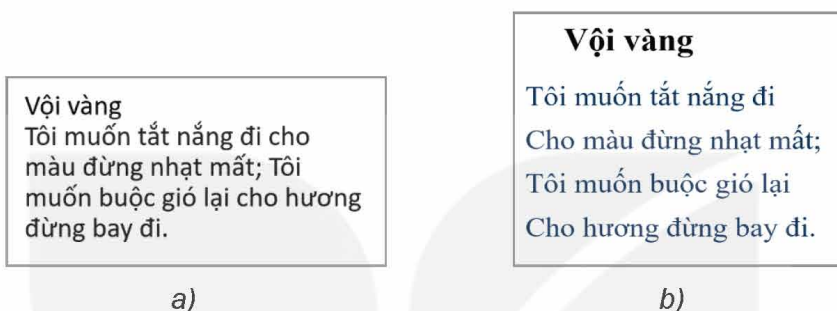 Vội vàng
Tôi muốn tắt nắng đi cho
màu đừng nhạt mất; Tôi
muốn buộc gió lại cho hương
đừng bay đi.
a)
Vội vàng
Tôi muốn tắt nắng đi
Cho màu đừng nhạt mất;
Tôi muốn buộc gió lại
Cho hương đừng bay đi.
b)